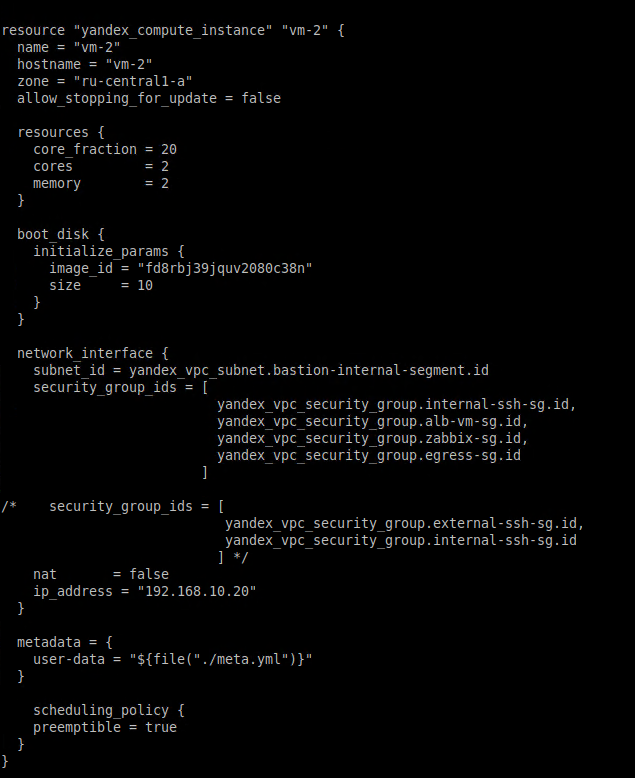 resource "yandex_compute_instance" "vm-2" {
  name = "vm-2"
  hostname = "vm-2"
  zone = "ru-central1-a"
  allow_stopping_for_update = false

  resources {
    core_fraction = 20
    cores         = 2
    memory        = 2
  }

  boot_disk {
    initialize_params {
      image_id = "fd8rbj39jquv2080c38n"
      size     = 10
    }
  }

  network_interface {
    subnet_id = yandex_vpc_subnet.bastion-internal-segment.id
    security_group_ids = [
                           yandex_vpc_security_group.internal-ssh-sg.id,
                           yandex_vpc_security_group.alb-vm-sg.id,
                           yandex_vpc_security_group.zabbix-sg.id,
                           yandex_vpc_security_group.egress-sg.id
                         ]

/*    security_group_ids = [
                            yandex_vpc_security_group.external-ssh-sg.id,
                            yandex_vpc_security_group.internal-ssh-sg.id
                           ] */
    nat       = false
    ip_address = "192.168.10.20"
  }

  metadata = {
    user-data = "${file("./meta.yml")}"
  }

    scheduling_policy {
    preemptible = true
  }
}